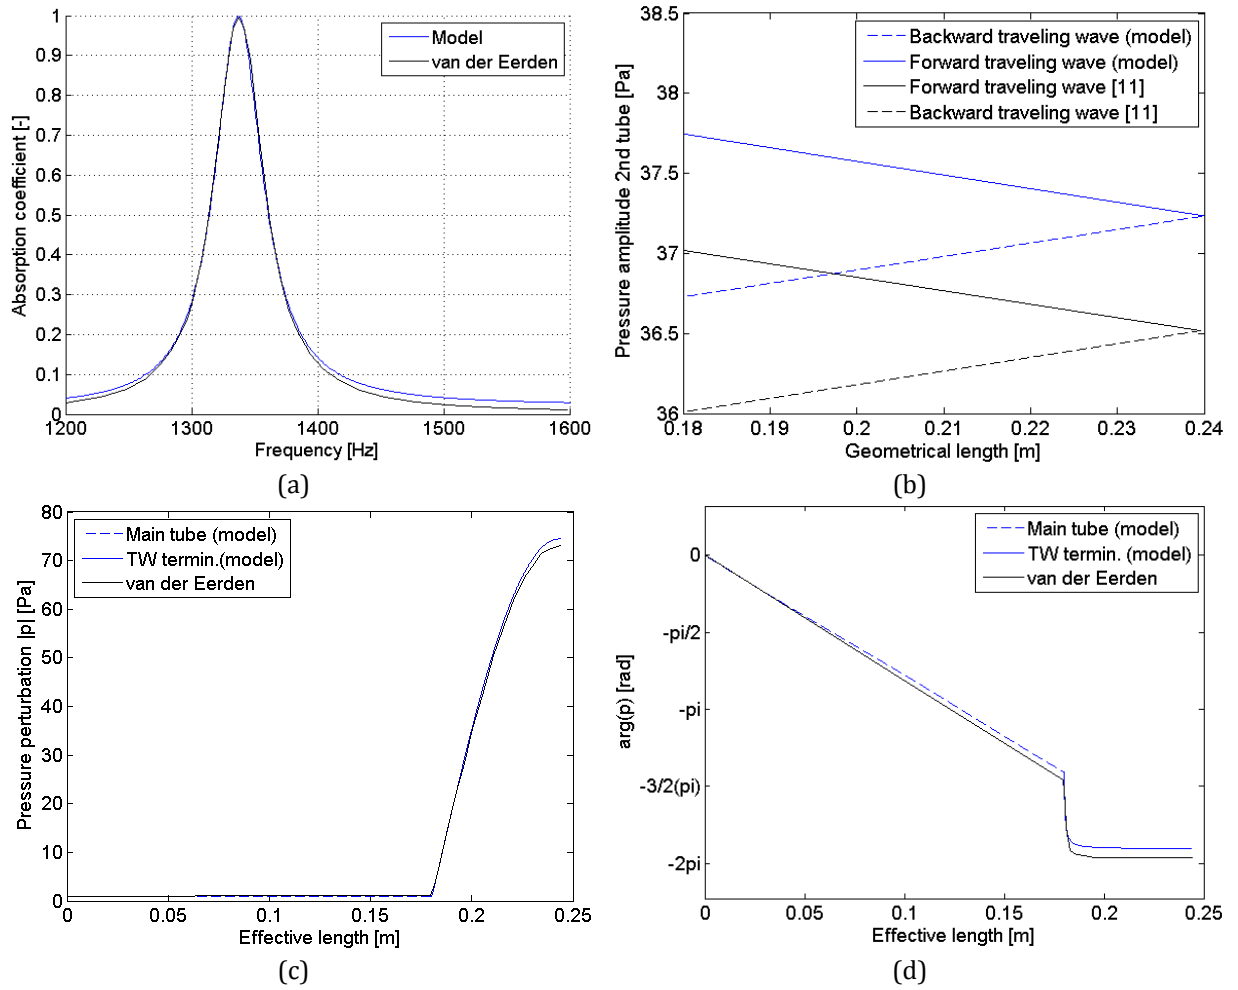 1
0.9
0.8
0.7
0.6
0.5
0.4
0.3
0.2
0.1
0
Absorption coefficient [-]
Model
van der Eerden
1200
1300
1400
1500
1600
Frequency [Hz]
(a)
38.5
38
37.5
37
36.5
36
Pressure amplitude 2nd tube [Pa]
Backward traveling wave (model)
Forward traveling wave (model)
Forward traveling wave [11]
Backward traveling wave [11]
0.18
0.19
0.2
0.21
0.22
0.23
0.24
Geometrical length [m]
(b)
80
70
60
50
40
30
20
10
0
Pressure perturbation |p| [Pa]
Main tube (model)
TW termin.(model)
van der Eerden
0
0.05
0.1
0.15
0.2
0.25
Effective length [m]
(c)
0
-pi/2
-pi
-3/2(pi)
-2pi
arg(p) [rad]
Main tube (model)
TW termin. (model)
van der Eerden
0
0.05
0.1
0.15
0.2
0.25
Effective length [m]
(d)